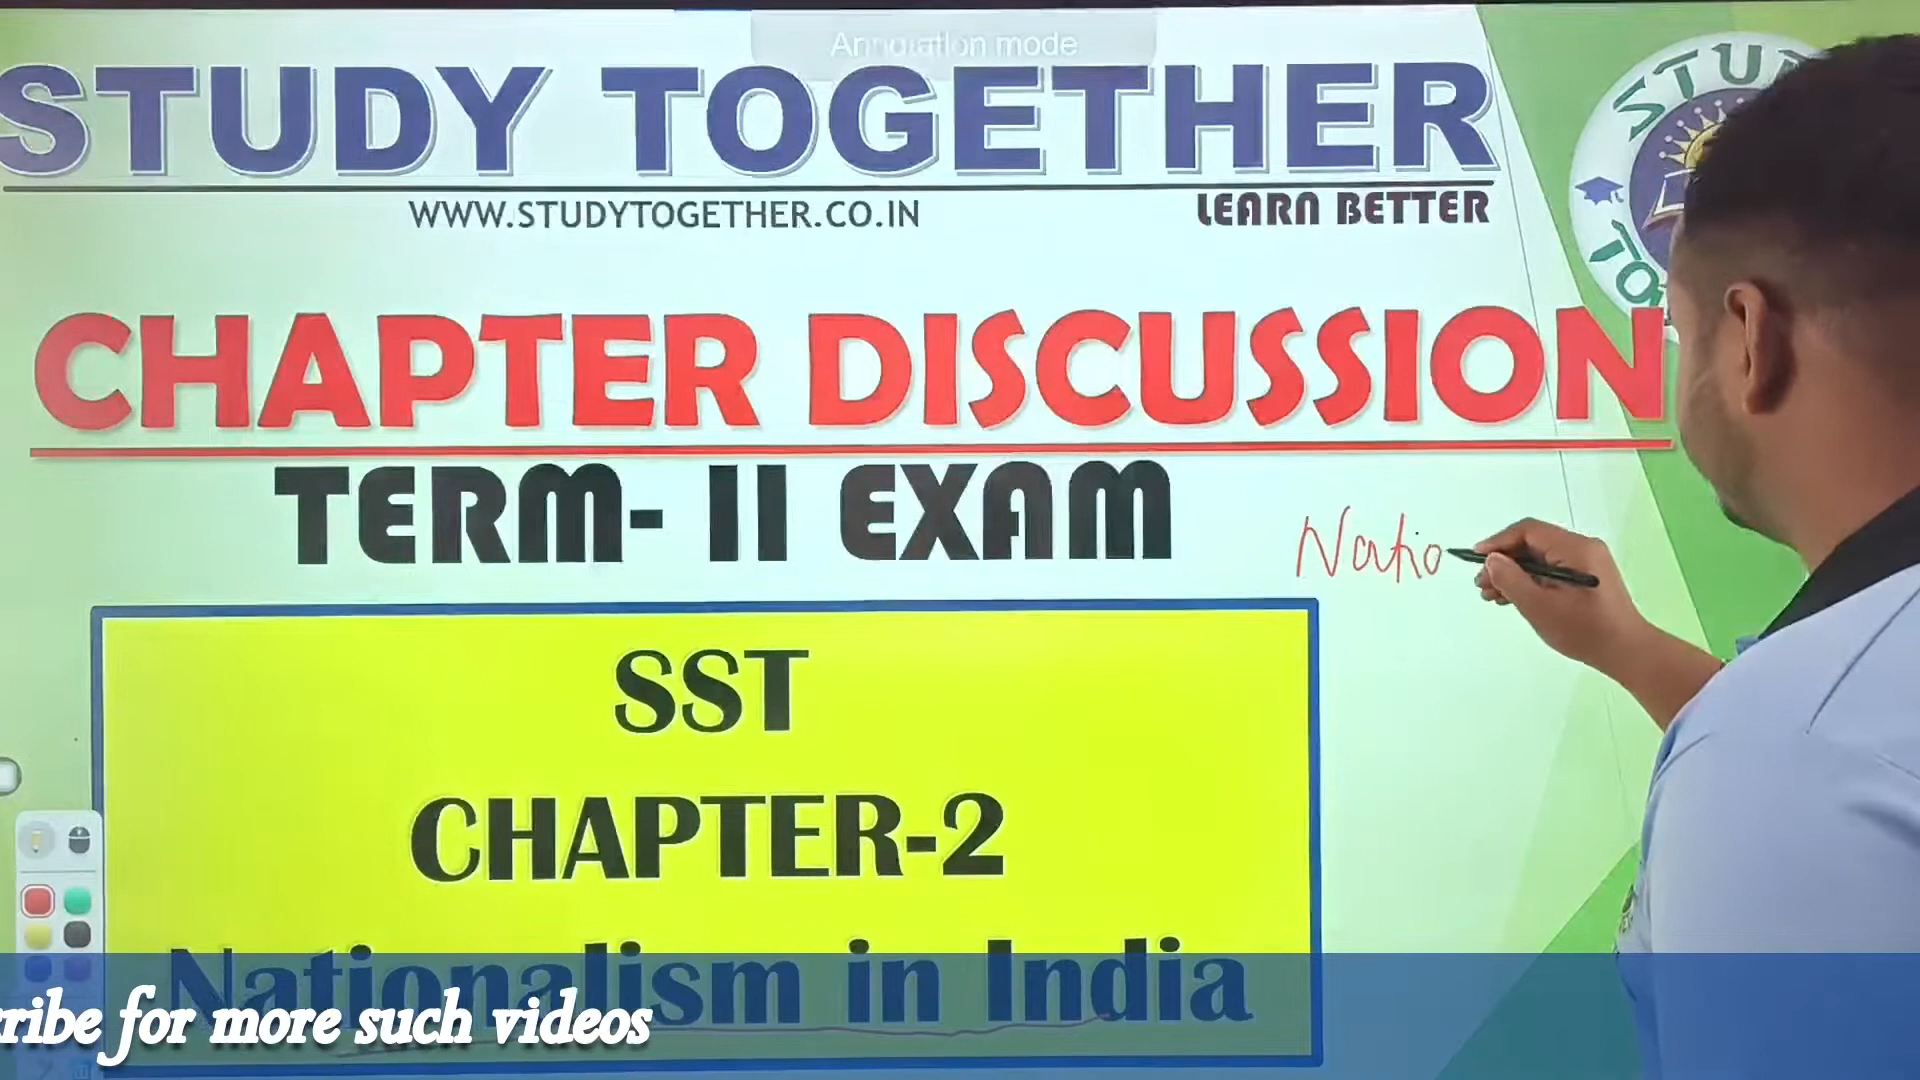 Annotation mode
STUDY TOGETHER
WWW.STUDYTOGETHER.CO.IN
LEARN BETTER
CHAPTER DISCUSSION
TERM- II EXAM
Natio
SST
CHAPTER-2
Nationalism in India
for more such videos